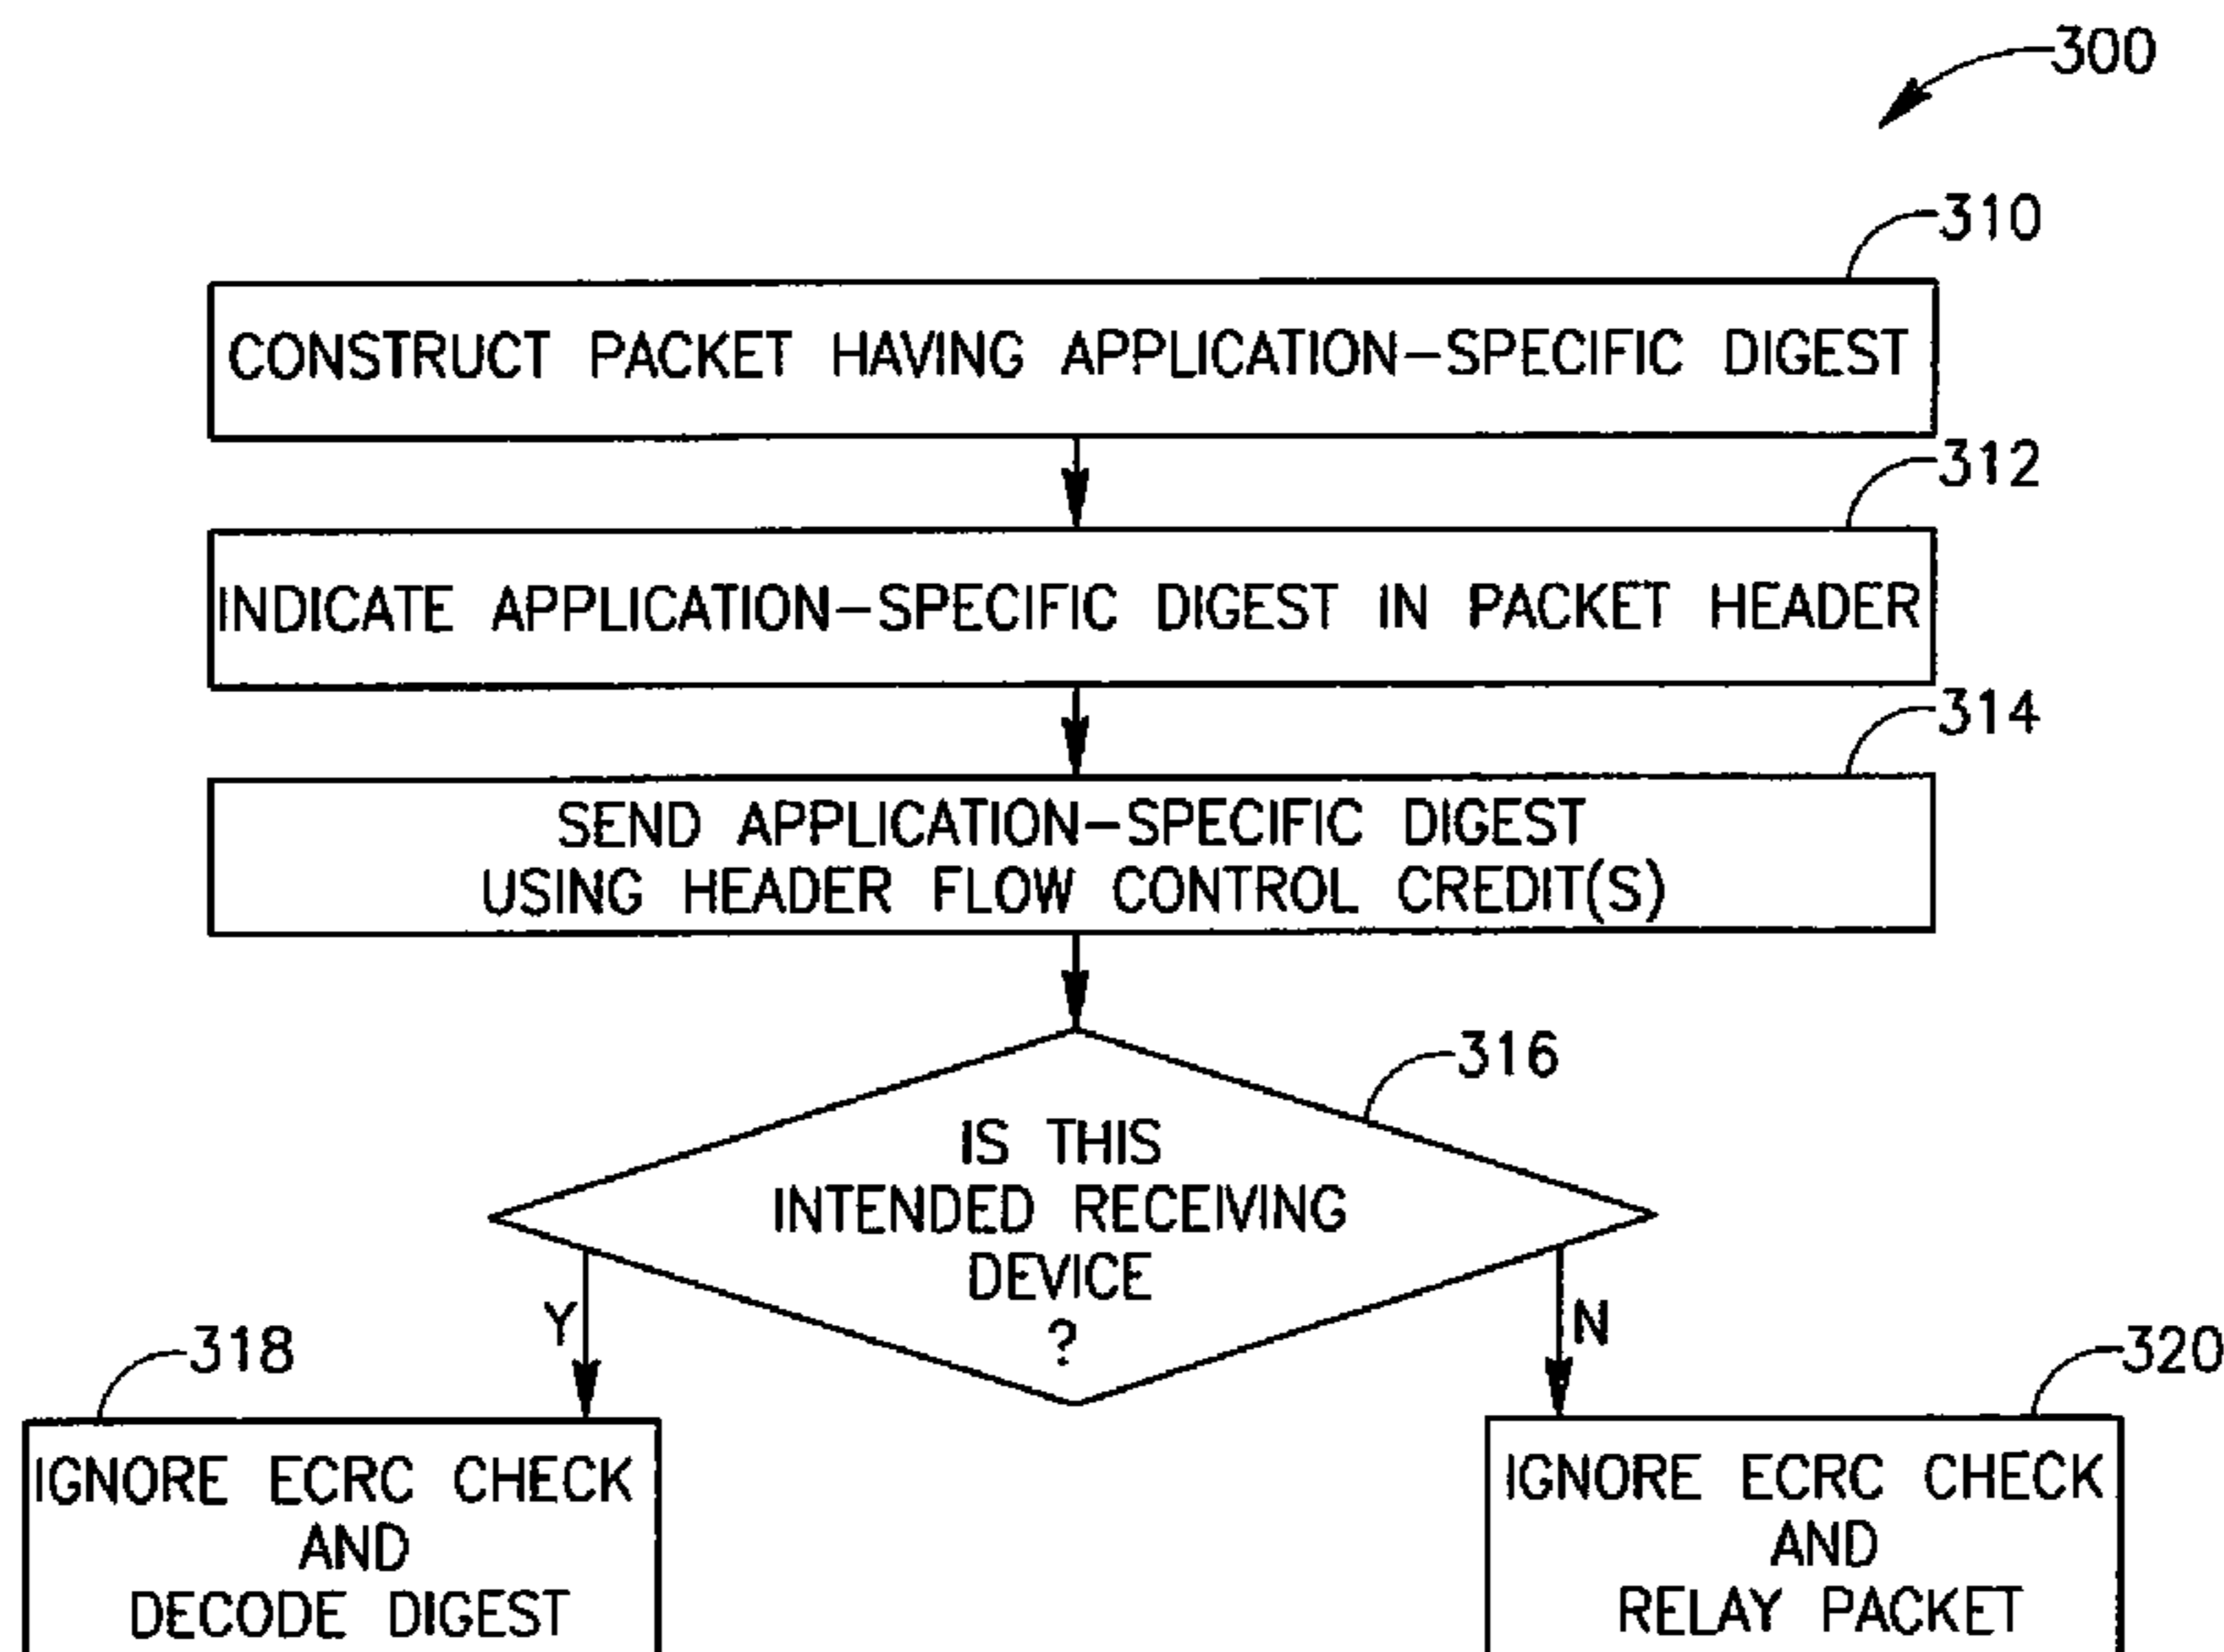 300
310
CONSTRUCT PACKET HAVING APPLICATION-SPECIFIC DIGEST
312
INDICATE APPLICATION-SPECIFIC DIGEST IN PACKET HEADER
314
SEND APPLICATION-SPECIFIC DIGEST
USING HEADER FLOW CONTROL CREDIT(S)
316
IS THIS
INTENDED RECEIVING
DEVICE
?
Y
N
318
IGNORE ECRC CHECK
AND
DECODE DIGEST
320
IGNORE ECRC CHECK
AND
RELAY PACKET